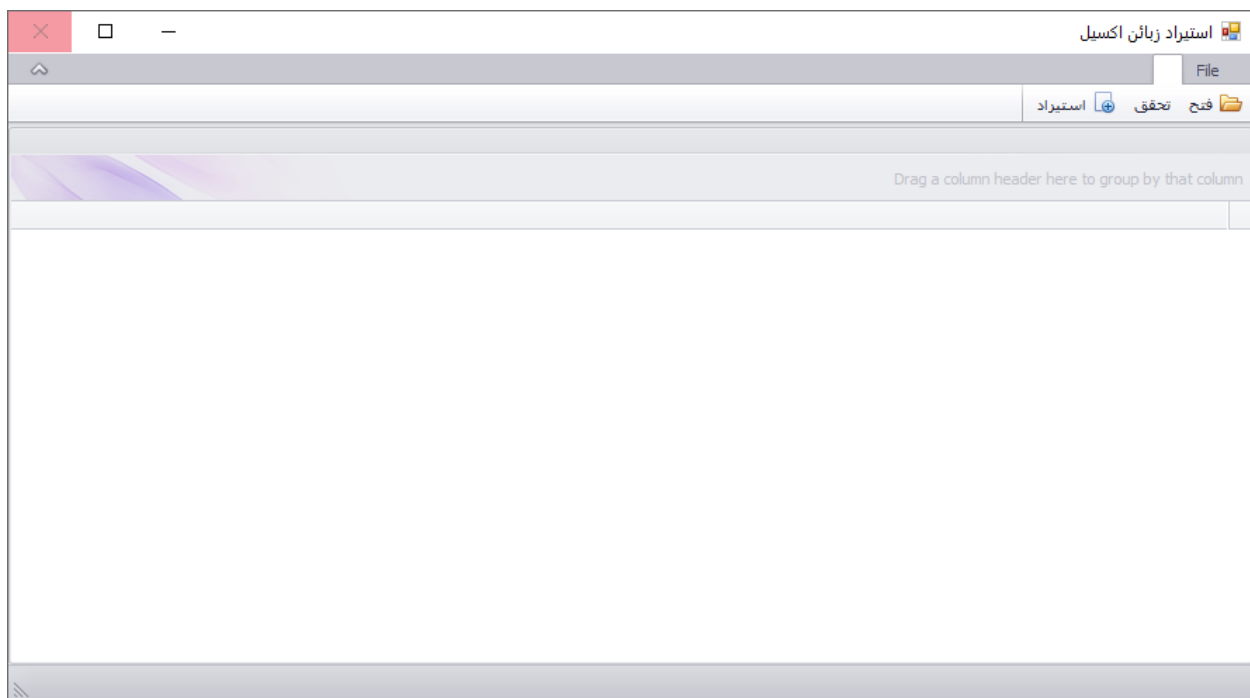 استيراد زبائن اكسيل
File
فتح تحقق استيراد
Drag a column header here to group by that column